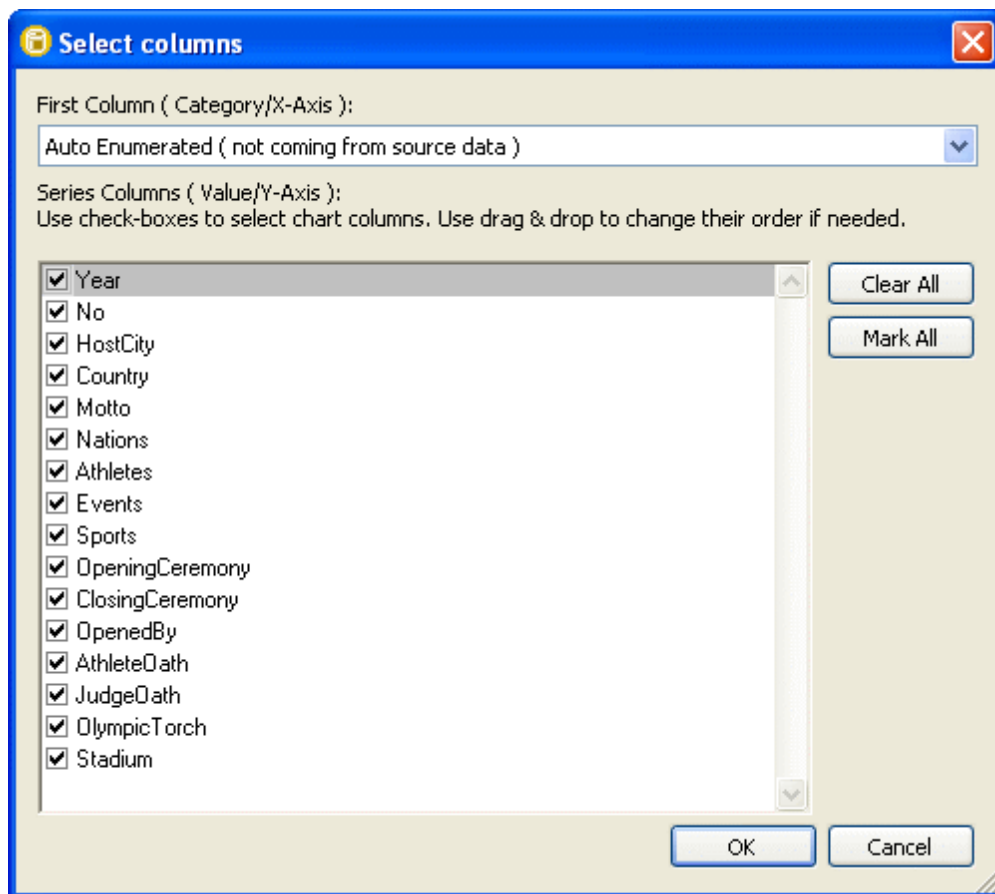 Select columns
First Column ( Category/X-Axis ):
Auto Enumerated ( not coming from source data )
Series Columns ( Value/Y-Axis ):
Use check-boxes to select chart columns. Use drag & drop to change their order if needed.
Year
No
HostCity
Country
Motto
Nations
Athletes
Events
Sports
OpeningCeremony
ClosingCeremony
OpenedBy
AthleteOath
JudgeOath
OlympicTorch
Stadium
Clear All
Mark All
OK
Cancel